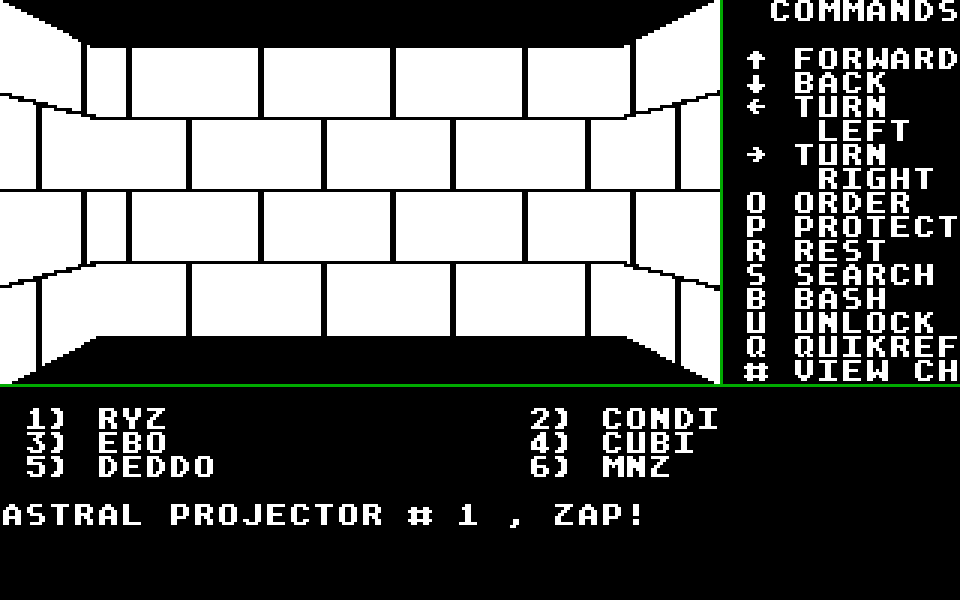 COMMANDS
↑ FORWARD
↓ BACK
← TURN
LEFT
→ TURN
RIGHT
O ORDER
P PROTECT
R REST
S SEARCH
B BASH
U UNLOCK
Q QUIKREF
# VIEW CH
1) RYZ 2) CONDI
3) EBO 4) CUBI
5) DEDDO 6) MNZ
ASTRAL PROJECTOR # 1 , ZAP!